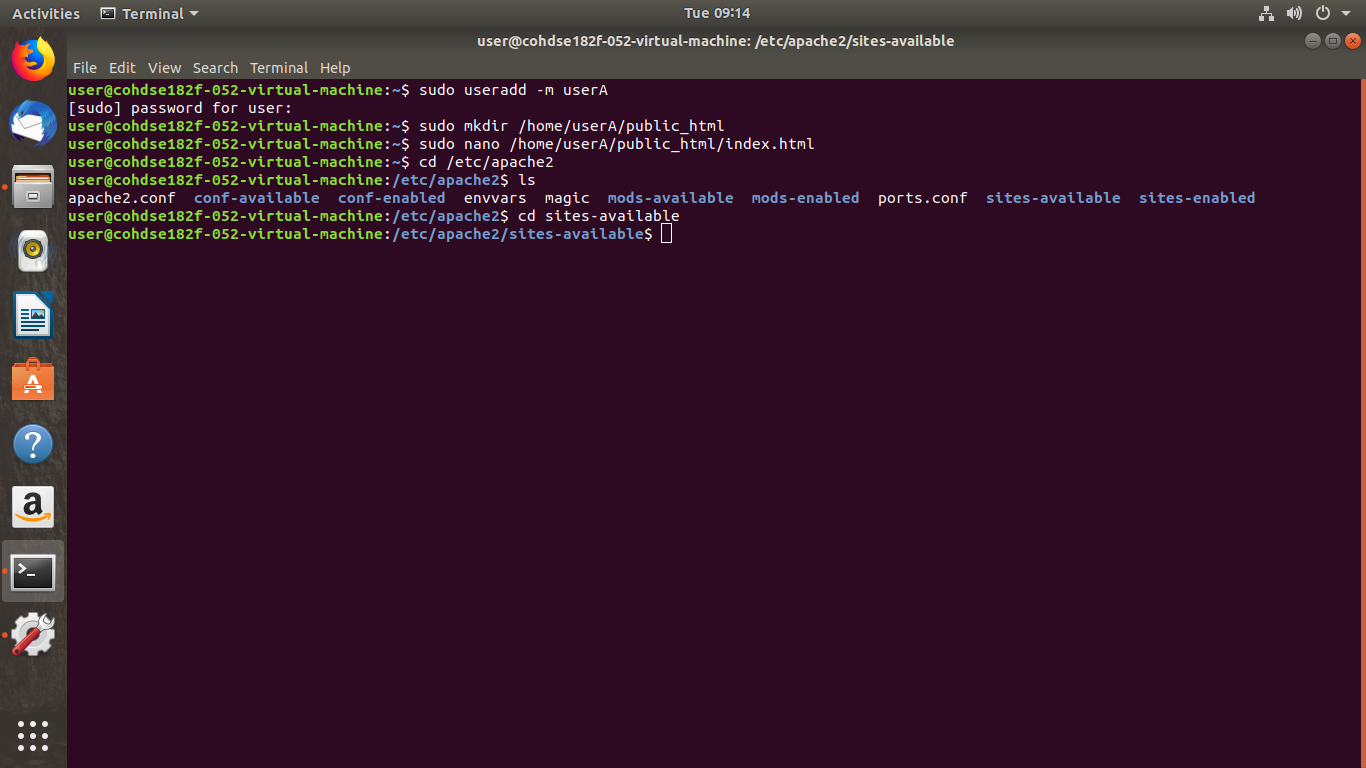 Activities Terminal Tue 09:14
user@cohdse182f-052-virtual-machine: /etc/apache2/sites-available
File Edit View Search Terminal Help
user@cohdse182f-052-virtual-machine:~$ sudo useradd -m userA
[sudo] password for user:
user@cohdse182f-052-virtual-machine:~$ sudo mkdir /home/userA/public_html
user@cohdse182f-052-virtual-machine:~$ sudo nano /home/userA/public_html/index.html
user@cohdse182f-052-virtual-machine:~$ cd /etc/apache2
user@cohdse182f-052-virtual-machine:/etc/apache2$ ls
apache2.conf conf-available conf-enabled envvars magic mods-available mods-enabled ports.conf sites-available sites-enabled
user@cohdse182f-052-virtual-machine:/etc/apache2$ cd sites-available
user@cohdse182f-052-virtual-machine:/etc/apache2/sites-available$